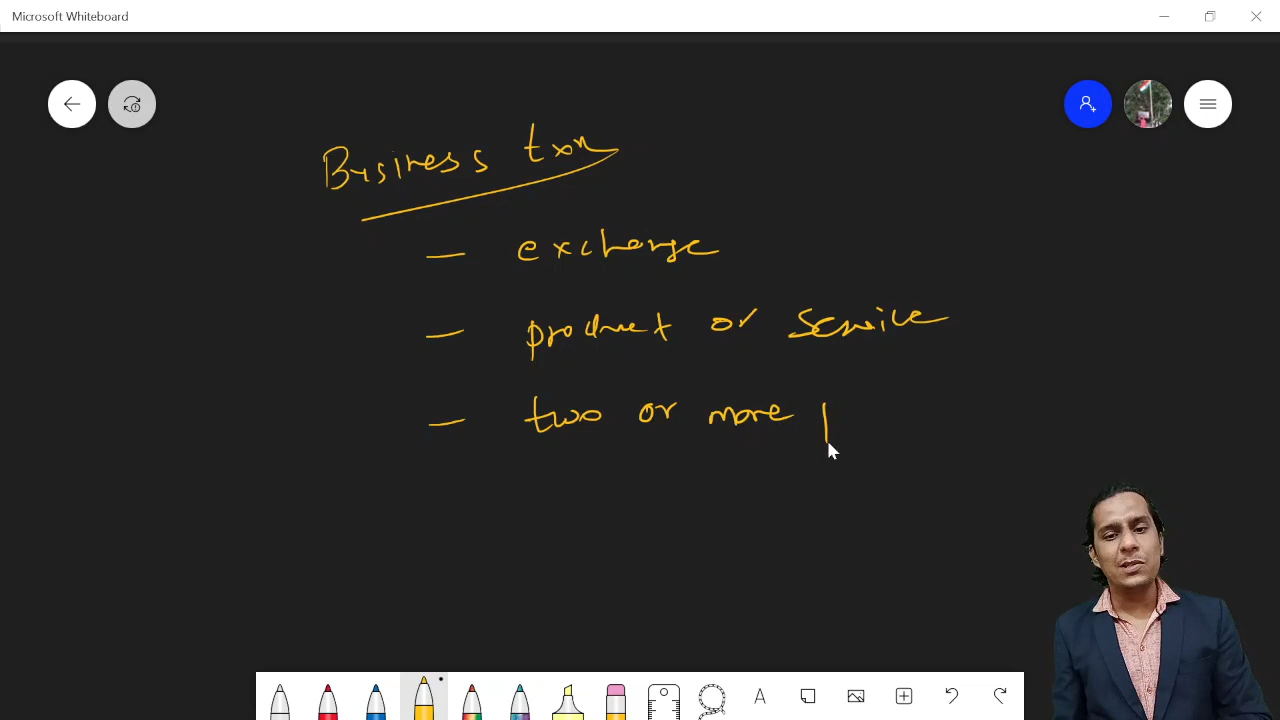 Microsoft Whiteboard
Business txn
— exchange
— product or service
— two or more p
A